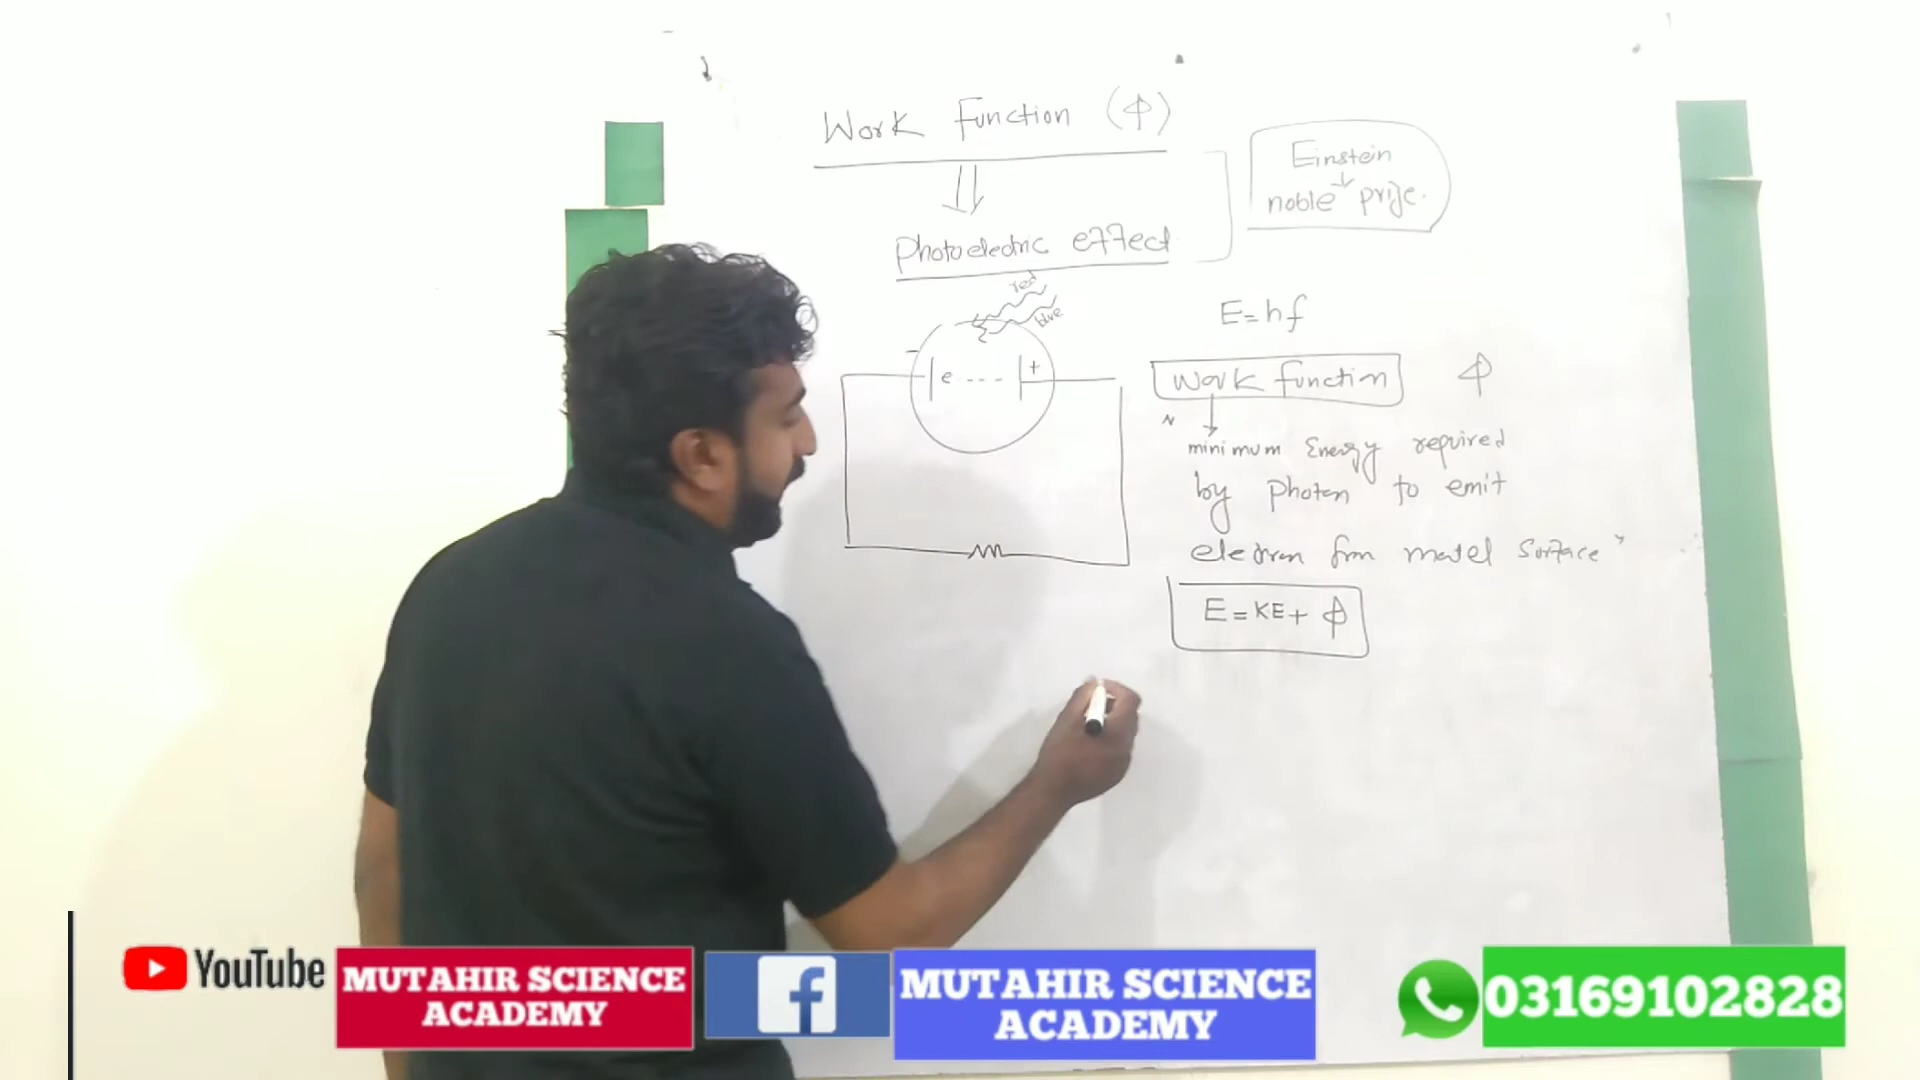 Work Function (ϕ)
Einstein
noble prize.
Photoelectric effect
red
blue
E=hf
- e ---- +
Work function ϕ
" minimum Energy required
by photon to emit
electron from matel surface "
E = KE + ϕ
YouTube
MUTAHIR SCIENCE
ACADEMY
f
MUTAHIR SCIENCE
ACADEMY
03169102828